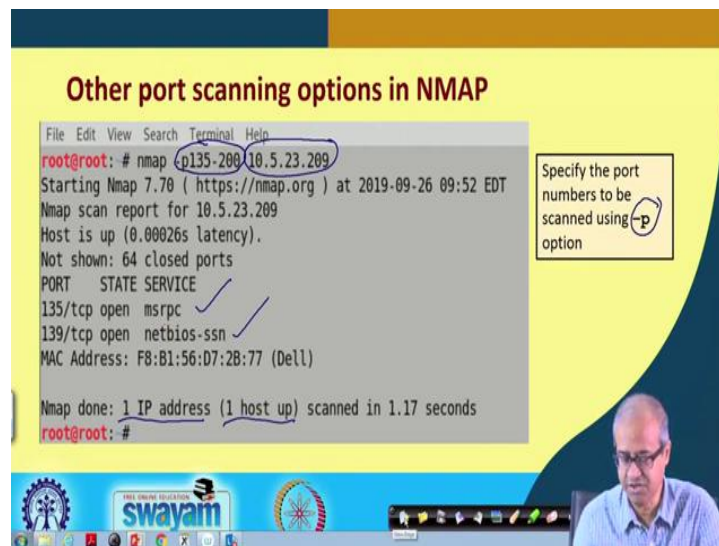 Other port scanning options in NMAP
File Edit View Search Terminal Help
root@root: # nmap -p135-200 10.5.23.209
Starting Nmap 7.70 ( https://nmap.org ) at 2019-09-26 09:52 EDT
Nmap scan report for 10.5.23.209
Host is up (0.00026s latency).
Not shown: 64 closed ports
PORT STATE SERVICE
135/tcp open msrpc
139/tcp open netbios-ssn
MAC Address: F8:B1:56:D7:2B:77 (Dell)
Nmap done: 1 IP address (1 host up) scanned in 1.17 seconds
root@root: #
Specify the port
numbers to be
scanned using -p
option
FREE ONLINE EDUCATION
swayam